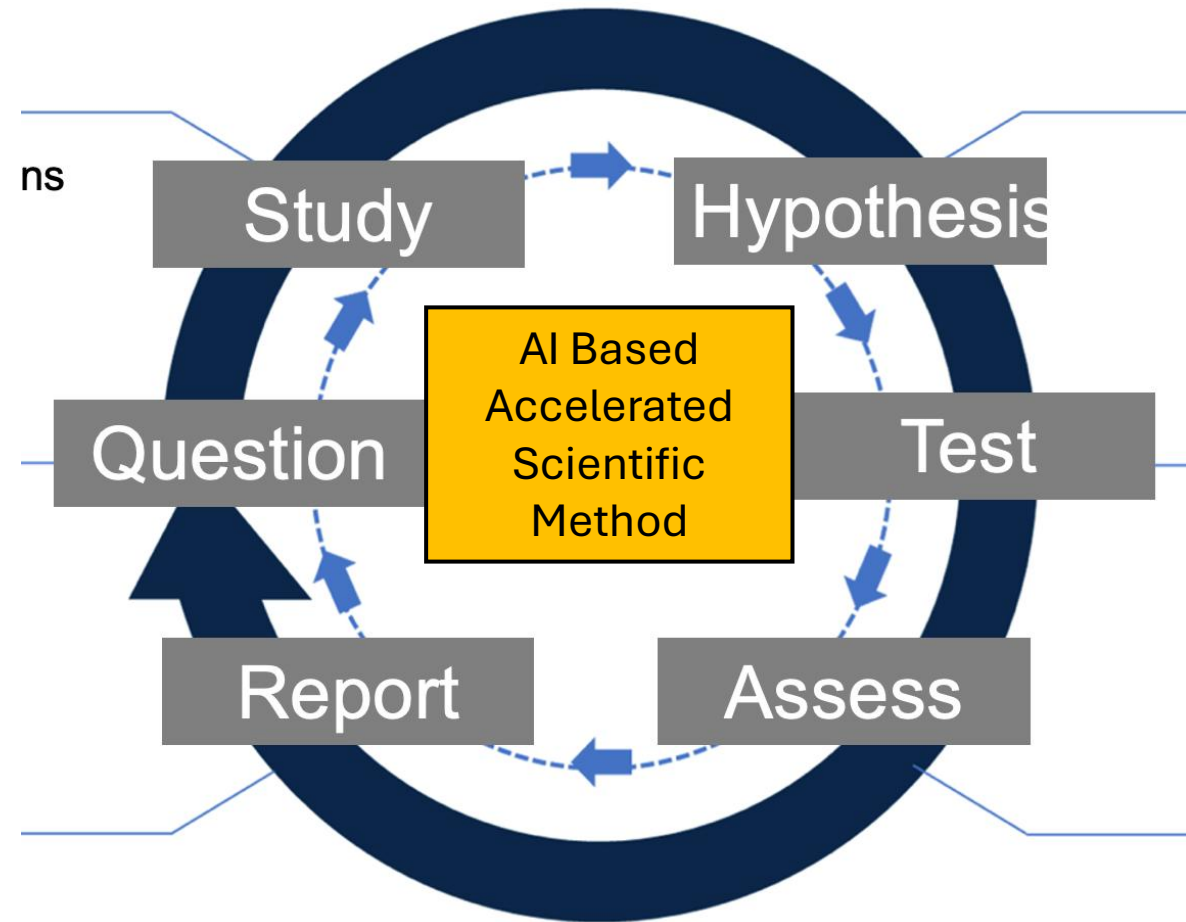 ns
Study
Hypothesis
AI Based
Accelerated
Scientific
Method
Question
Test
Report
Assess